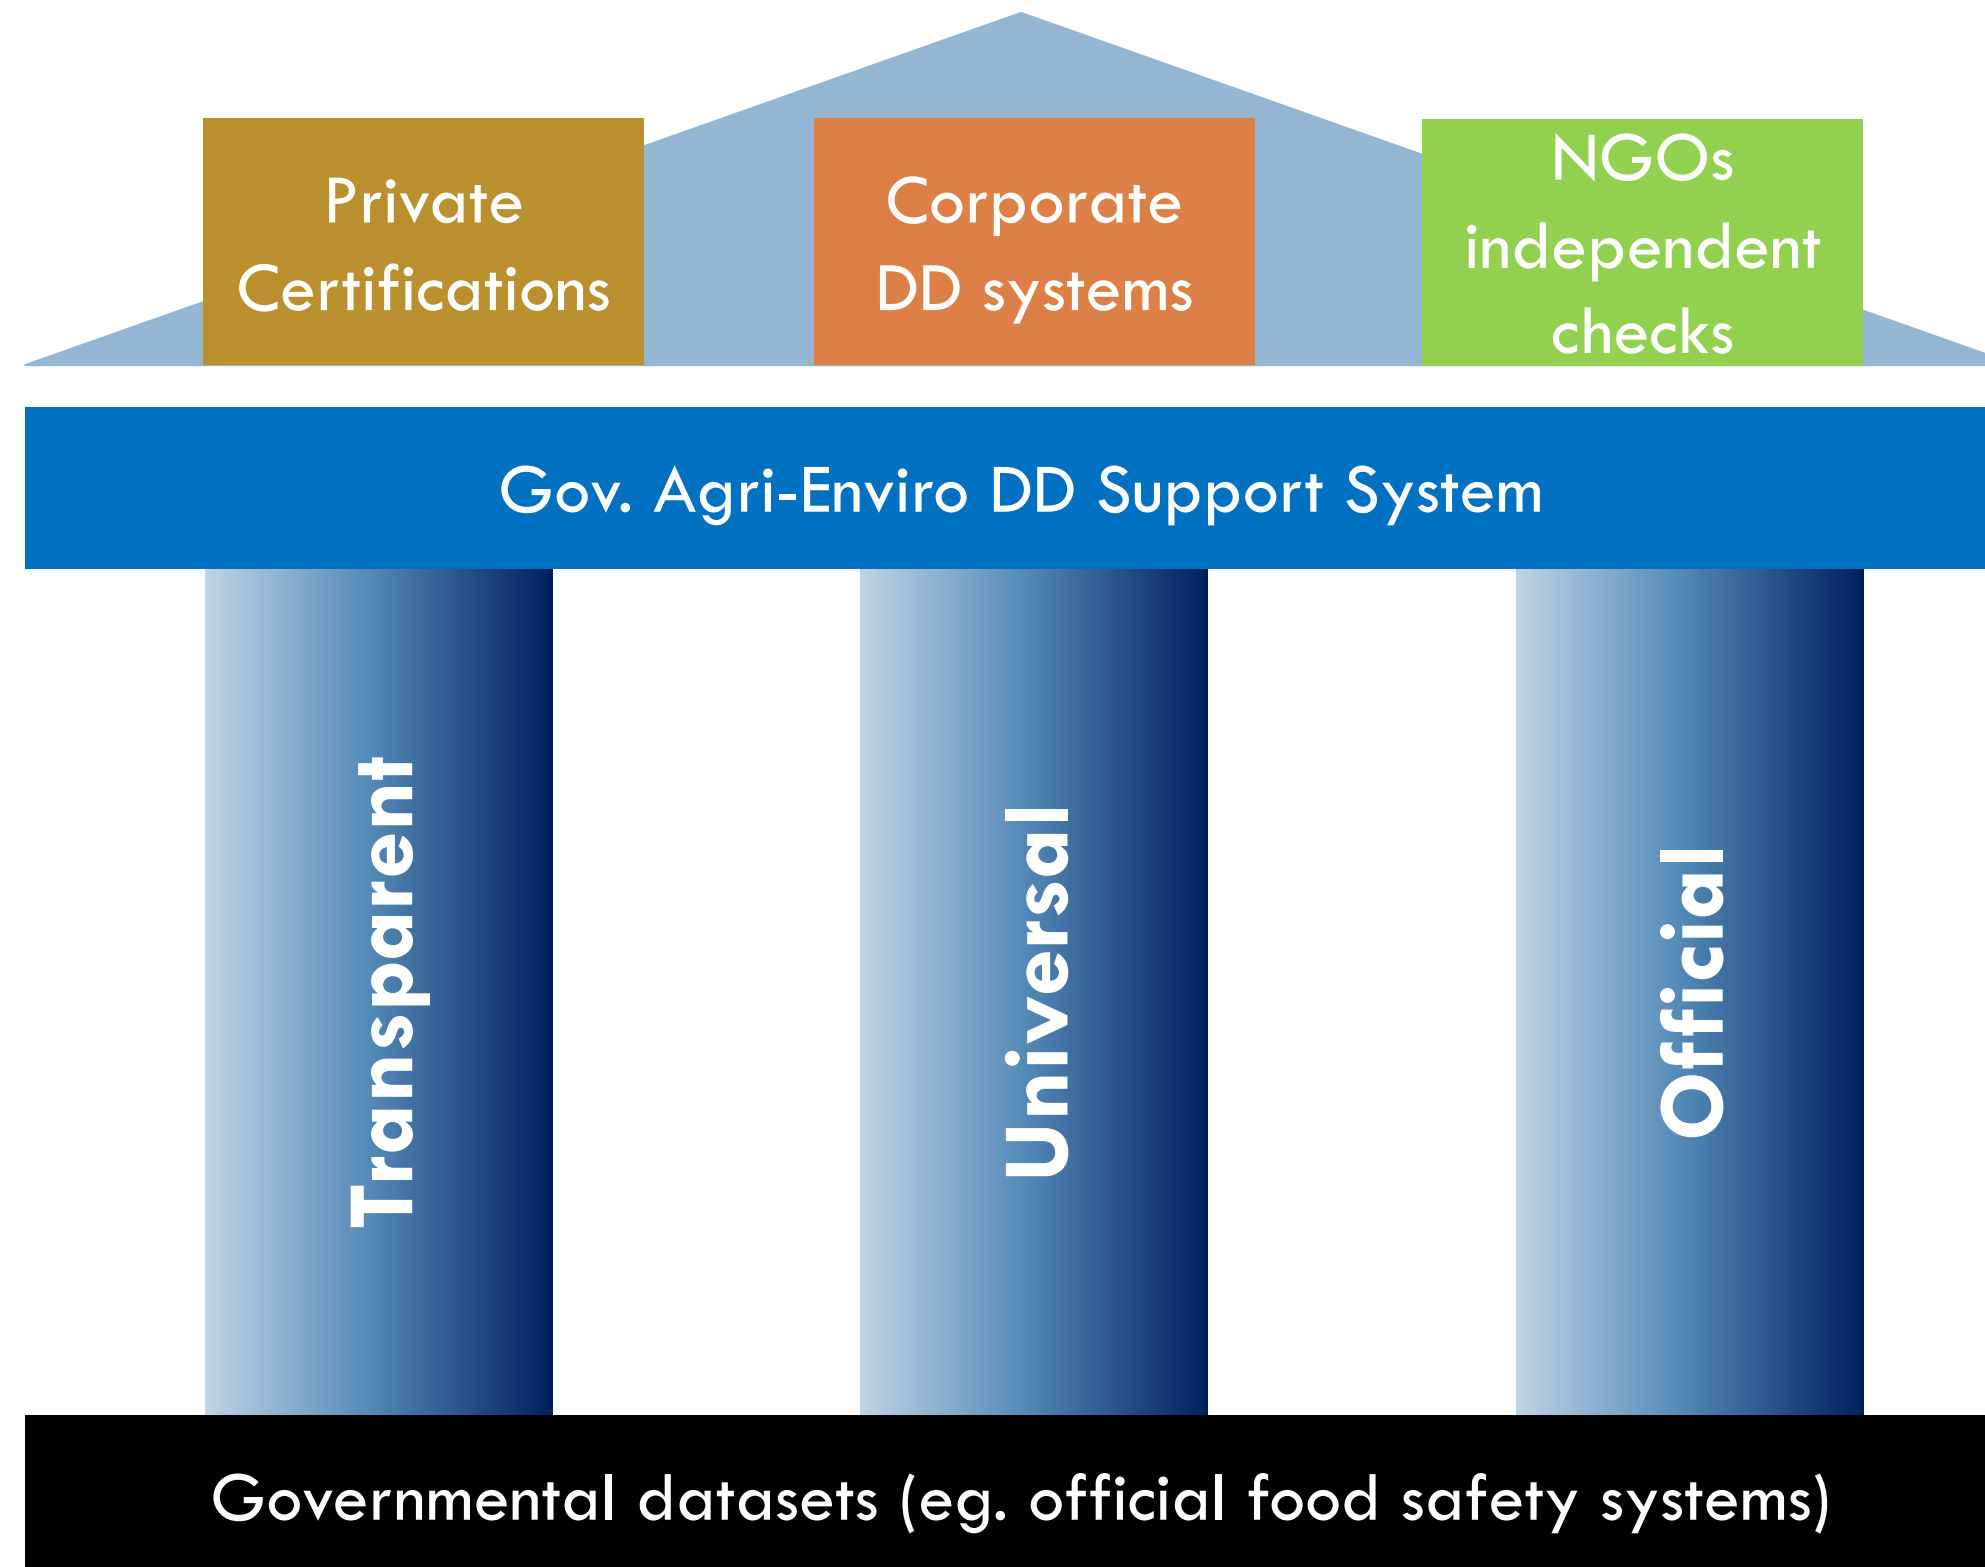 Private
Certifications
Corporate
DD systems
NGOs
independent
checks
Gov. Agri-Enviro DD Support System
Transparent
Universal
Official
Governmental datasets (eg. official food safety systems)